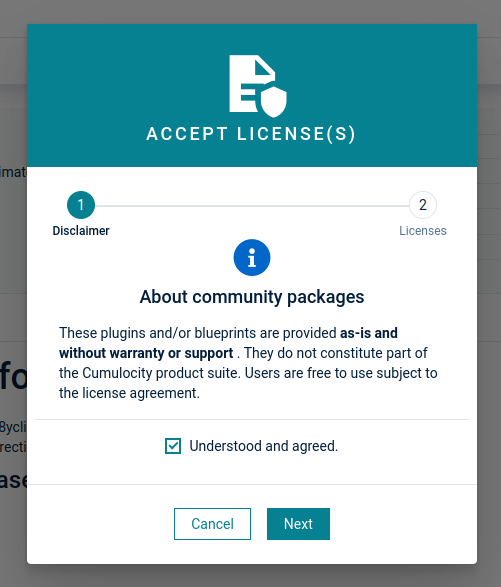 ACCEPT LICENSE(S)
1
2
Disclaimer
Licenses
About community packages
These plugins and/or blueprints are provided as-is and
without warranty or support . They do not constitute part of
the Cumulocity product suite. Users are free to use subject to
the license agreement.
Understood and agreed.
Cancel
Next